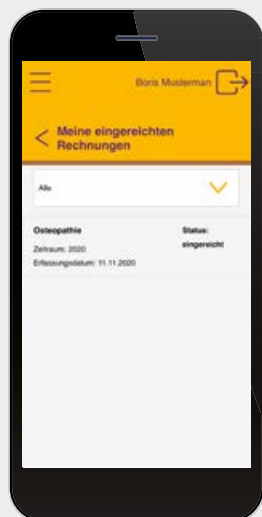 Boris Musterman
Meine eingereichten
Rechnungen
Alle
Osteopathie
Status:
eingereicht
Zeitraum: 2020
Erfassungsdatum: 11.11.2020